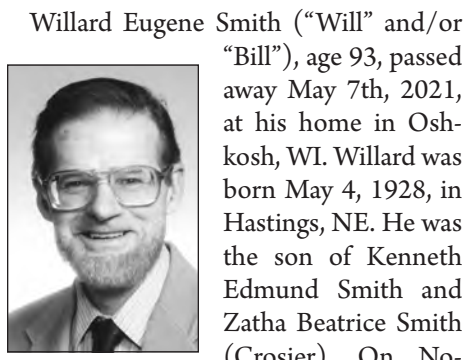 Willard Eugene Smith (“Will” and/or
“Bill”), age 93, passed
away May 7th, 2021,
at his home in Osh-
kosh, WI. Willard was
born May 4, 1928, in
Hastings, NE. He was
the son of Kenneth
Edmund Smith and
Zatha Beatrice Smith
(Crosier). On No-